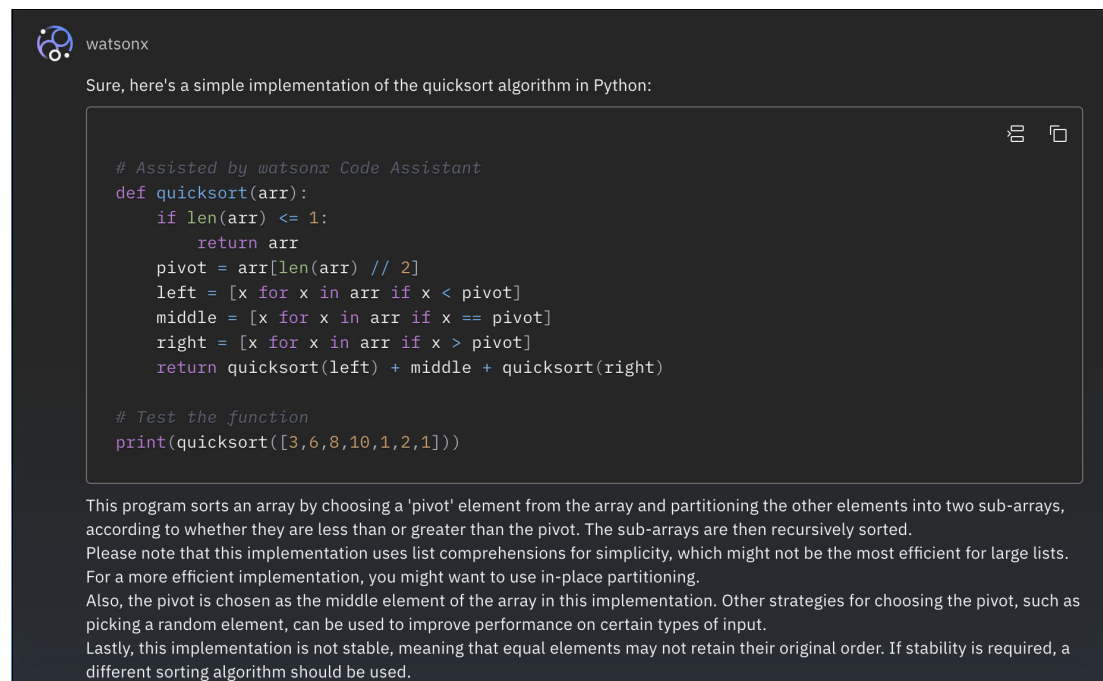 watsonx
Sure, here's a simple implementation of the quicksort algorithm in Python:
# Assisted by watsonx Code Assistant
def quicksort(arr):
    if len(arr) <= 1:
        return arr
    pivot = arr[len(arr) // 2]
    left = [x for x in arr if x < pivot]
    middle = [x for x in arr if x == pivot]
    right = [x for x in arr if x > pivot]
    return quicksort(left) + middle + quicksort(right)
# Test the function
print(quicksort([3,6,8,10,1,2,1]))
This program sorts an array by choosing a 'pivot' element from the array and partitioning the other elements into two sub-arrays,
according to whether they are less than or greater than the pivot. The sub-arrays are then recursively sorted.
Please note that this implementation uses list comprehensions for simplicity, which might not be the most efficient for large lists.
For a more efficient implementation, you might want to use in-place partitioning.
Also, the pivot is chosen as the middle element of the array in this implementation. Other strategies for choosing the pivot, such as
picking a random element, can be used to improve performance on certain types of input.
Lastly, this implementation is not stable, meaning that equal elements may not retain their original order. If stability is required, a
different sorting algorithm should be used.